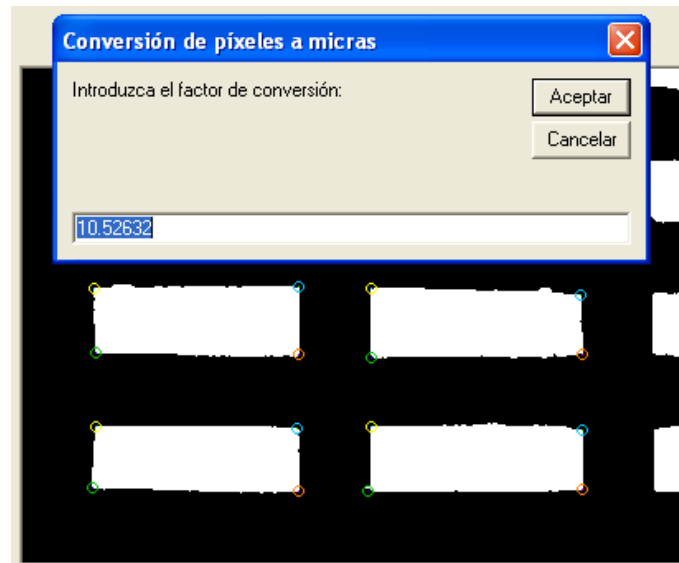 Conversión de píxeles a micras
Introduzca el factor de conversión:
Aceptar
Cancelar
10.52632